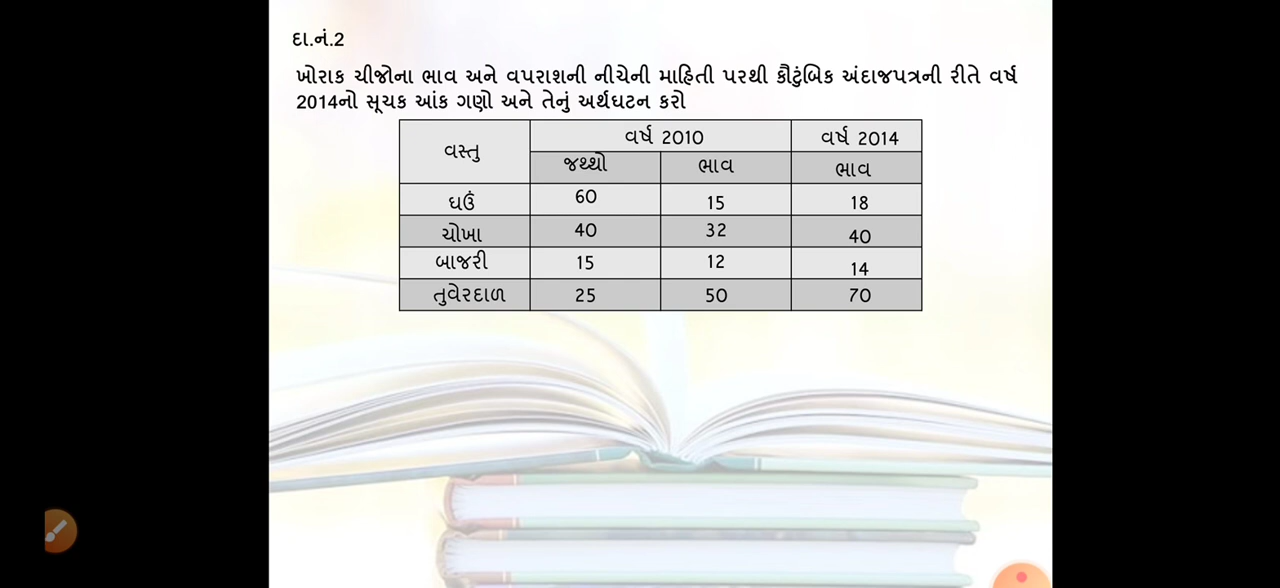 દા.નં.2
ખોરાક ચીજોના ભાવ અને વપરાશની નીચેની માહિતી પરથી કૌટુંબિક અંદાજપત્રની રીતે વર્ષ
2014નો સૂચક આંક ગણો અને તેનું અર્થઘટન કરો
વસ્તુ વર્ષ 2010 વર્ષ 2014
જથ્થો ભાવ ભાવ
ઘઉં 60 15 18
ચોખા 40 32 40
બાજરી 15 12 14
તુવેરદાળ 25 50 70